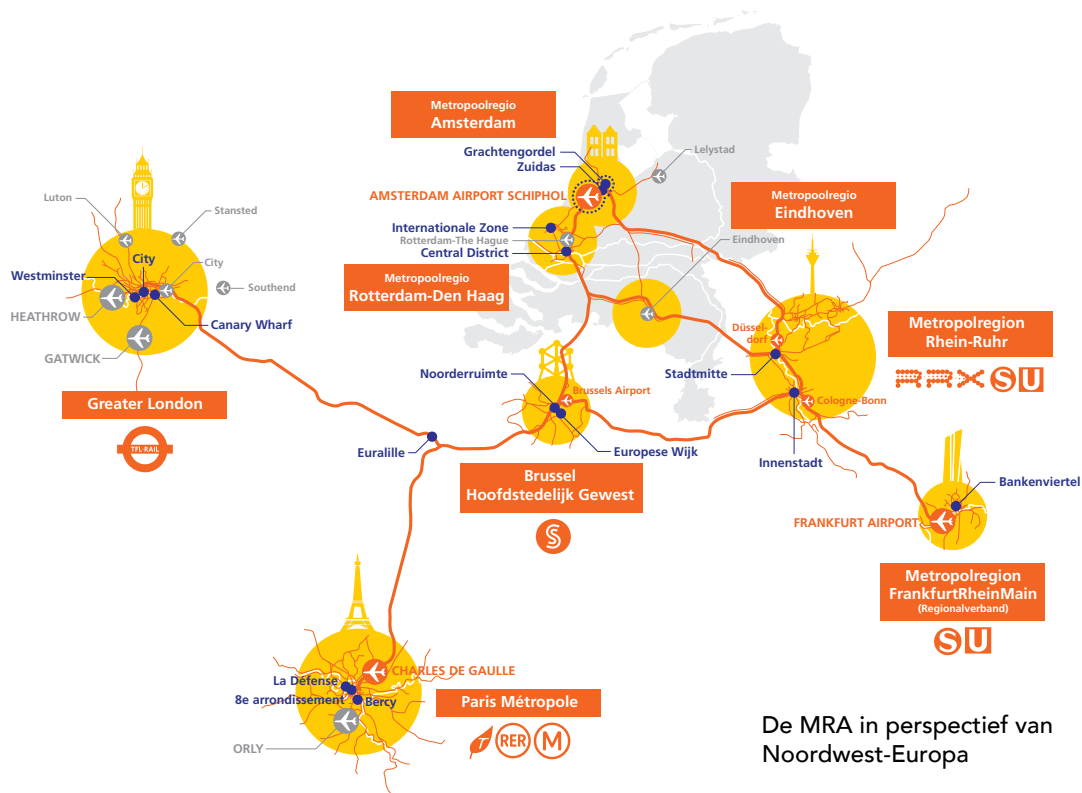 Metropoolregio
Amsterdam
Grachtengordel
Zuidas
Lelystad
AMSTERDAM AIRPORT SCHIPHOL
Metropoolregio
Eindhoven
Luton
Stansted
Internationale Zone
Rotterdam-The Hague
Central District
Eindhoven
City
City
Westminster
Southend
Metropoolregio
Rotterdam-Den Haag
HEATHROW
Canary Wharf
GATWICK
Düssel-
dorf
Metropolregion
Rhein-Ruhr
RRX S U
Noorderruimte
Stadtmitte
Brussels Airport
Greater London
Cologne-Bonn
TFL-RAIL
Euralille
Europese Wijk
Innenstadt
Brussel
Hoofdstedelijk Gewest
S
Bankenviertel
FRANKFURT AIRPORT
Metropolregion
FrankfurtRheinMain
(Regionalverband)
S U
CHARLES DE GAULLE
La Défense
8e arrondissement
Bercy
Paris Métropole
ORLY
T RER M
De MRA in perspectief van
Noordwest-Europa